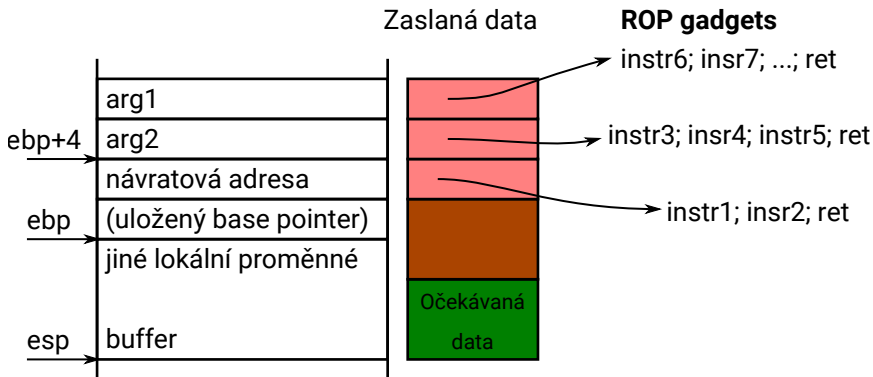 Zaslaná data
ROP gadgets
instr6; insr7; ...; ret
arg1
ebp+4
arg2
instr3; insr4; instr5; ret
návratová adresa
instr1; insr2; ret
ebp
(uložený base pointer)
jiné lokální proměnné
Očekávaná
data
esp
buffer